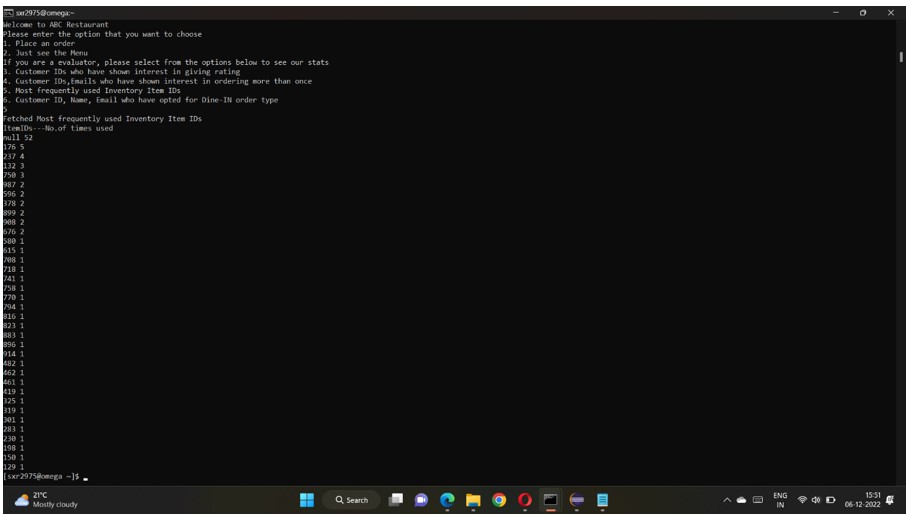 sxr2975@omega:~
Welcome to ABC Restaurant
Please enter the option that you want to choose
1. Place an order
2. Just see the Menu
If you are a evaluator, please select from the options below to see our stats
3. Customer IDs who have shown interest in giving rating
4. Customer IDs,Emails who have shown interest in ordering more than once
5. Most frequently used Inventory Item IDs
6. Customer ID, Name, Email who have opted for Dine-IN order type
5
Fetched Most frequently used Inventory Item IDs
ItemIDs---No.of times used
null 52
176 5
237 4
132 3
750 3
987 2
596 2
378 2
899 2
908 2
676 2
580 1
615 1
708 1
718 1
741 1
758 1
770 1
794 1
816 1
823 1
883 1
896 1
914 1
482 1
462 1
461 1
419 1
325 1
319 1
301 1
283 1
230 1
198 1
150 1
129 1
[sxr2975@omega ~]$
21°C
Mostly cloudy
Search
ENG
IN
15:51
06-12-2022